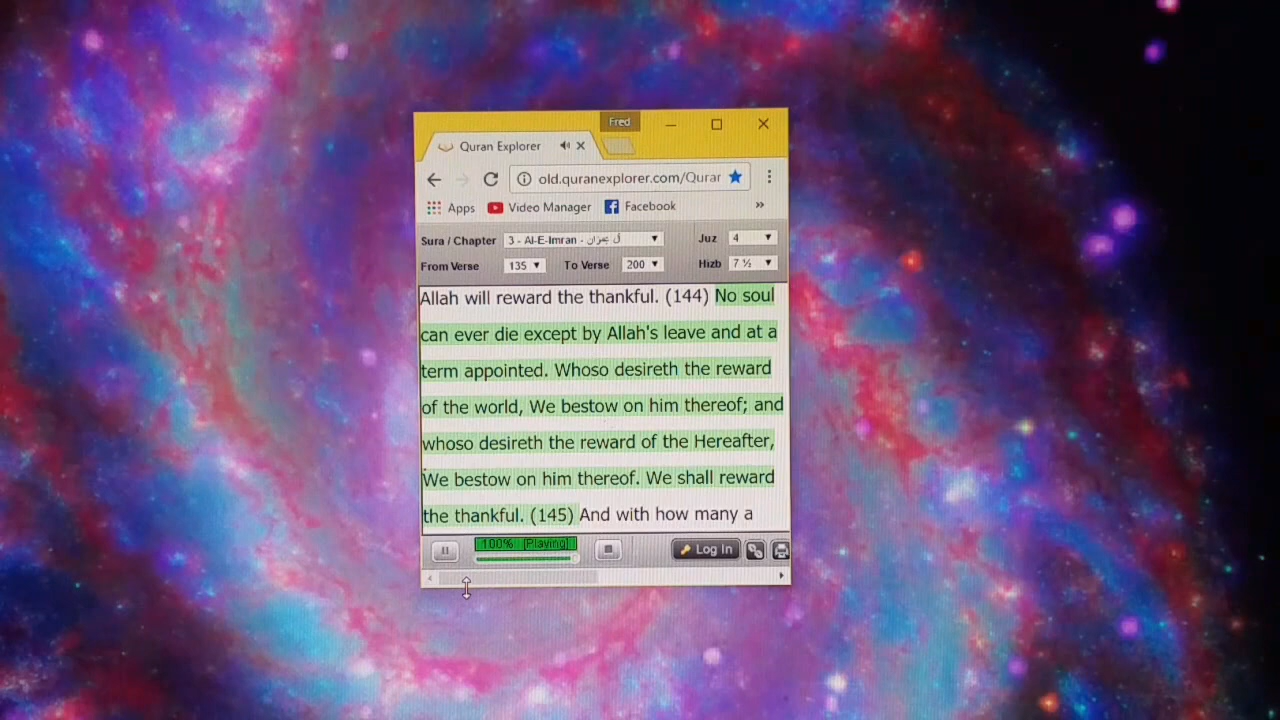 Fred
Quran Explorer
old.quranexplorer.com/Qurar
Apps Video Manager Facebook »
Sura / Chapter 3 - Al-E-Imran - Juz 4
From Verse 135 To Verse 200 Hizb 7 ½
Allah will reward the thankful. (144) No soul
can ever die except by Allah's leave and at a
term appointed. Whoso desireth the reward
of the world, We bestow on him thereof; and
whoso desireth the reward of the Hereafter,
We bestow on him thereof. We shall reward
the thankful. (145) And with how many a
100% [Playing] Log In